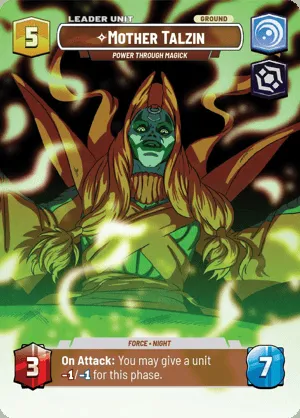 LEADER UNIT
GROUND
5
✧MOTHER TALZIN
POWER THROUGH MAGICK
FORCE • NIGHT
3
On Attack: You may give a unit
-1/-1 for this phase.
7